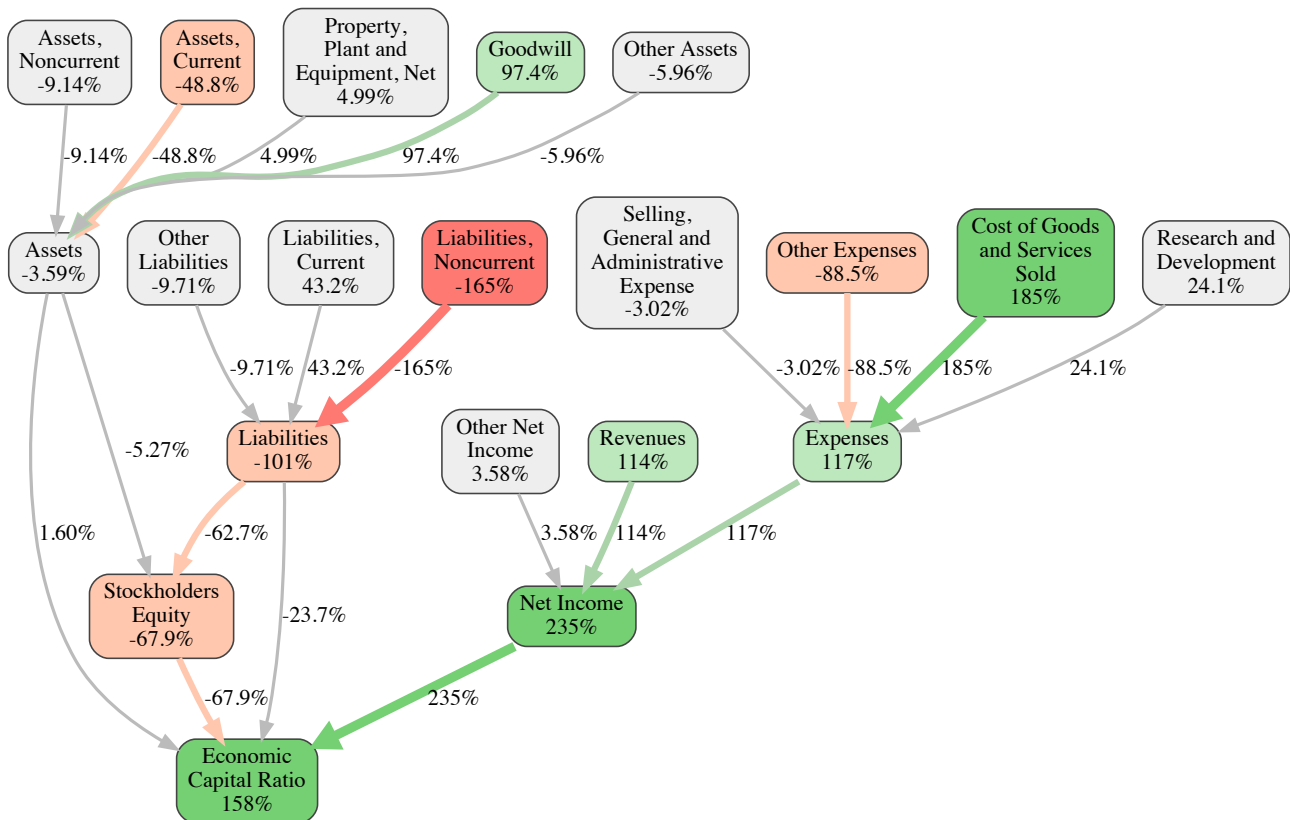 Assets,
Noncurrent
-9.14%
Assets,
Current
-48.8%
Property,
Plant and
Equipment, Net
4.99%
Goodwill
97.4%
Other Assets
-5.96%
-9.14%
-48.8%
4.99%
97.4%
-5.96%
Assets
-3.59%
Other
Liabilities
-9.71%
Liabilities,
Current
43.2%
Liabilities,
Noncurrent
-165%
Selling,
General and
Administrative
Expense
-3.02%
Other Expenses
-88.5%
Cost of Goods
and Services
Sold
185%
Research and
Development
24.1%
-9.71%
43.2%
-165%
-3.02%
-88.5%
185%
24.1%
Liabilities
-101%
Other Net
Income
3.58%
Revenues
114%
Expenses
117%
-5.27%
1.60%
-62.7%
3.58%
114%
117%
Stockholders
Equity
-67.9%
-23.7%
Net Income
235%
-67.9%
235%
Economic
Capital Ratio
158%